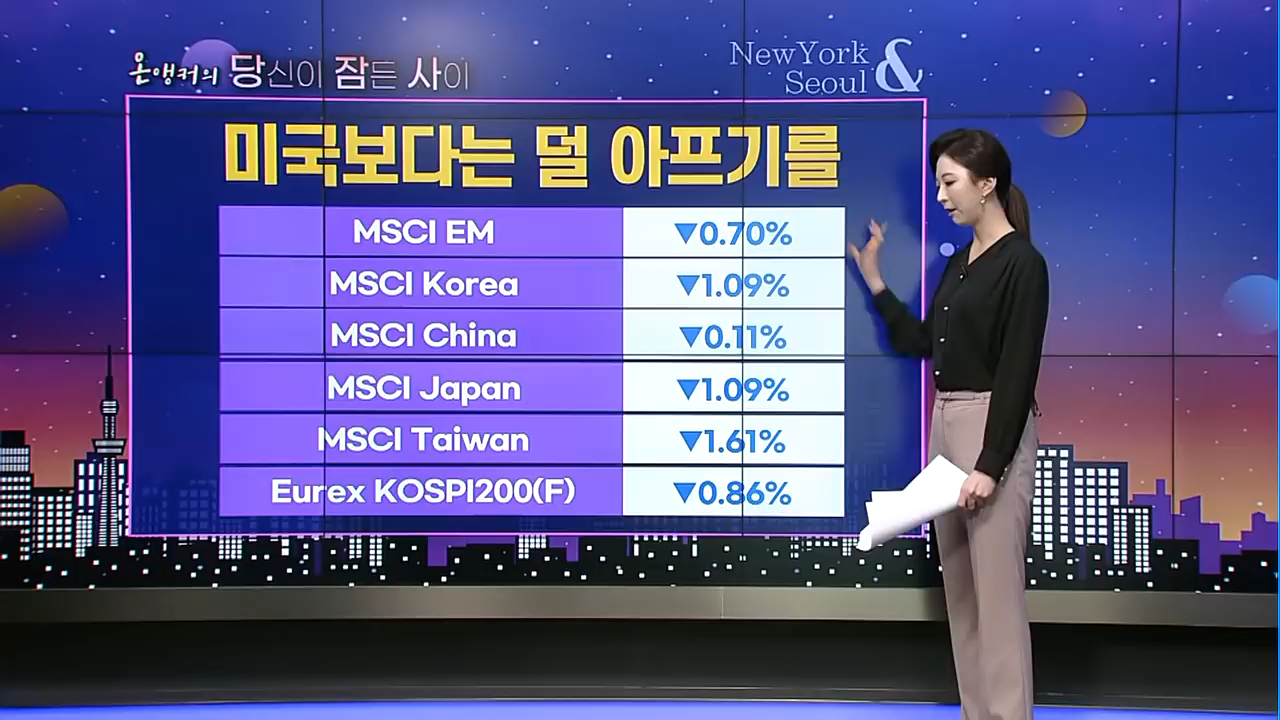 온앵커의 당신이 잠든 사이
NewYork &
Seoul
미국보다는 덜 아프기를
MSCI EM ▼0.70%
MSCI Korea ▼1.09%
MSCI China ▼0.11%
MSCI Japan ▼1.09%
MSCI Taiwan ▼1.61%
Eurex KOSPI200(F) ▼0.86%